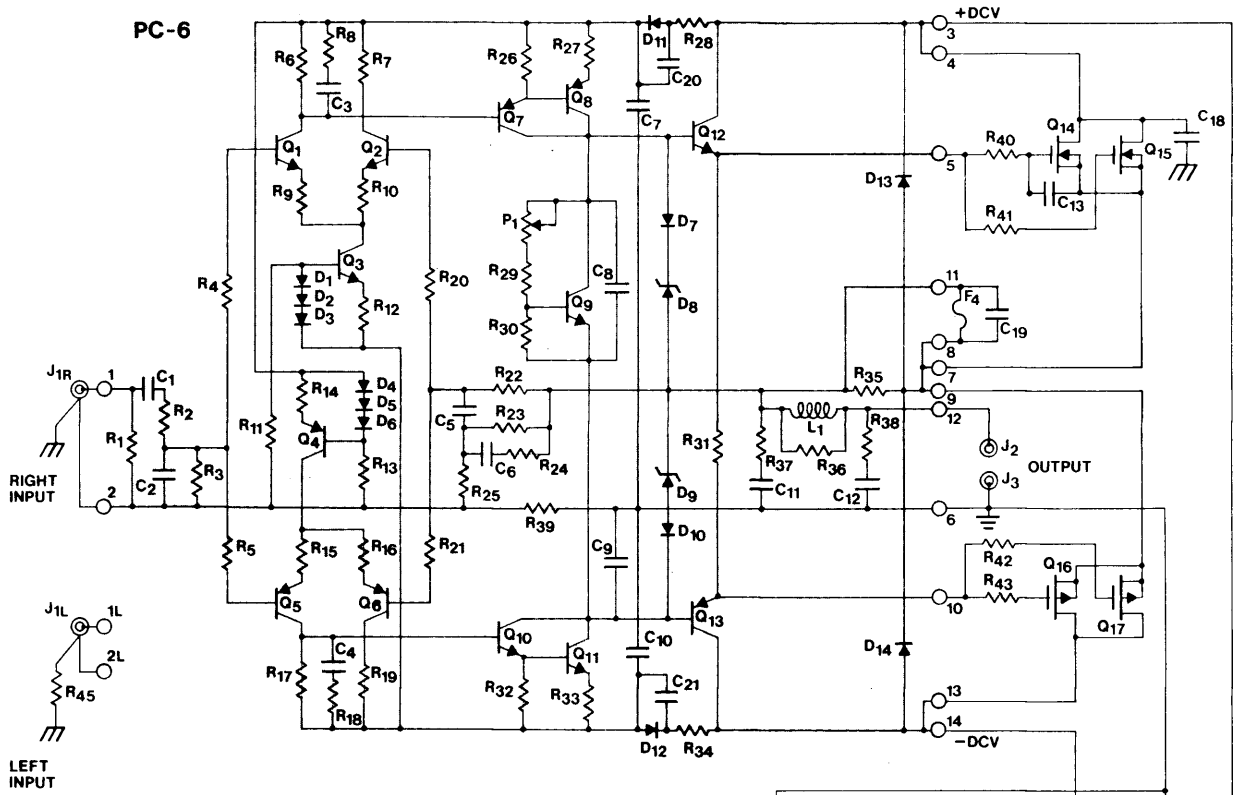 PC-6
R6
R8
C3
R7
R26
R27
D11
R28
C20
C7
+DCV
3
4
Q1
Q2
Q7
Q8
Q12
5
R40
Q14
Q15
C18
R9
R10
D13
C13
R41
R4
Q3
D1
D2
D3
R12
R20
P1
R29
R30
Q9
C8
D7
D8
11
F4
C19
8
7
J1R
1
C1
R2
R1
C2
R3
RIGHT
INPUT
2
R11
R14
D4
D5
D6
Q4
R13
C5
R22
R23
C6
R24
R25
R39
R31
R35
9
12
L1
R36
R37
R38
C11
C12
J2
J3
OUTPUT
6
D9
D10
C9
R5
R15
R16
R21
Q5
Q6
Q13
10
R42
R43
Q16
Q17
J1L
1L
2L
R45
LEFT
INPUT
R17
C4
R18
R19
Q10
Q11
R32
R33
C10
C21
D12
R34
D14
13
14
-DCV